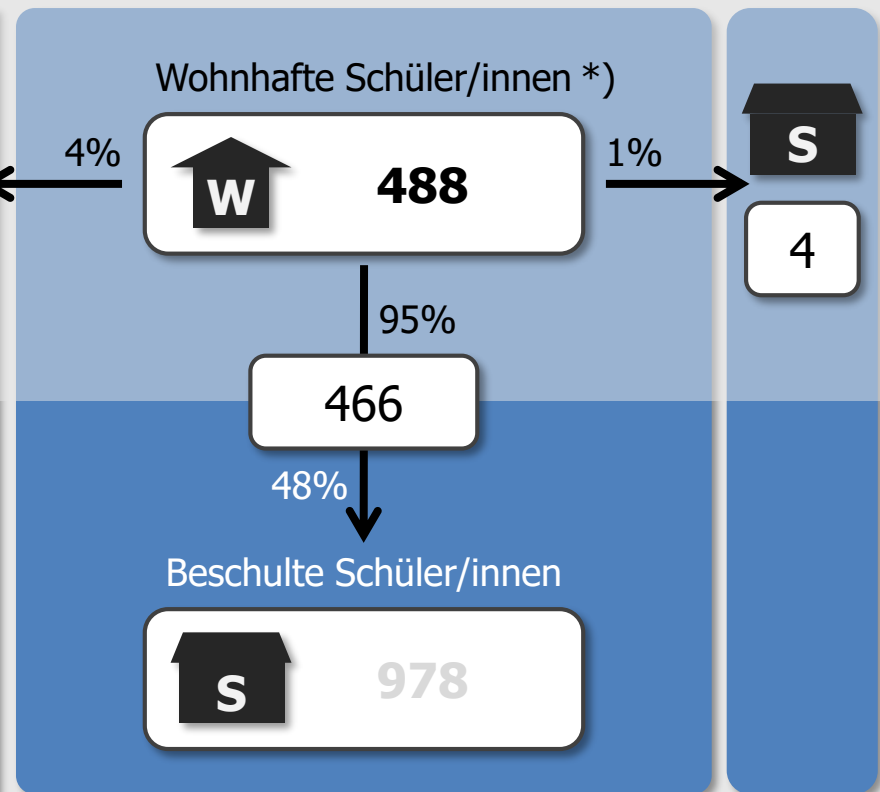 Wohnhafte Schüler/innen *)
4%
W
488
1%
S
4
95%
466
48%
Beschulte Schüler/innen
S
978